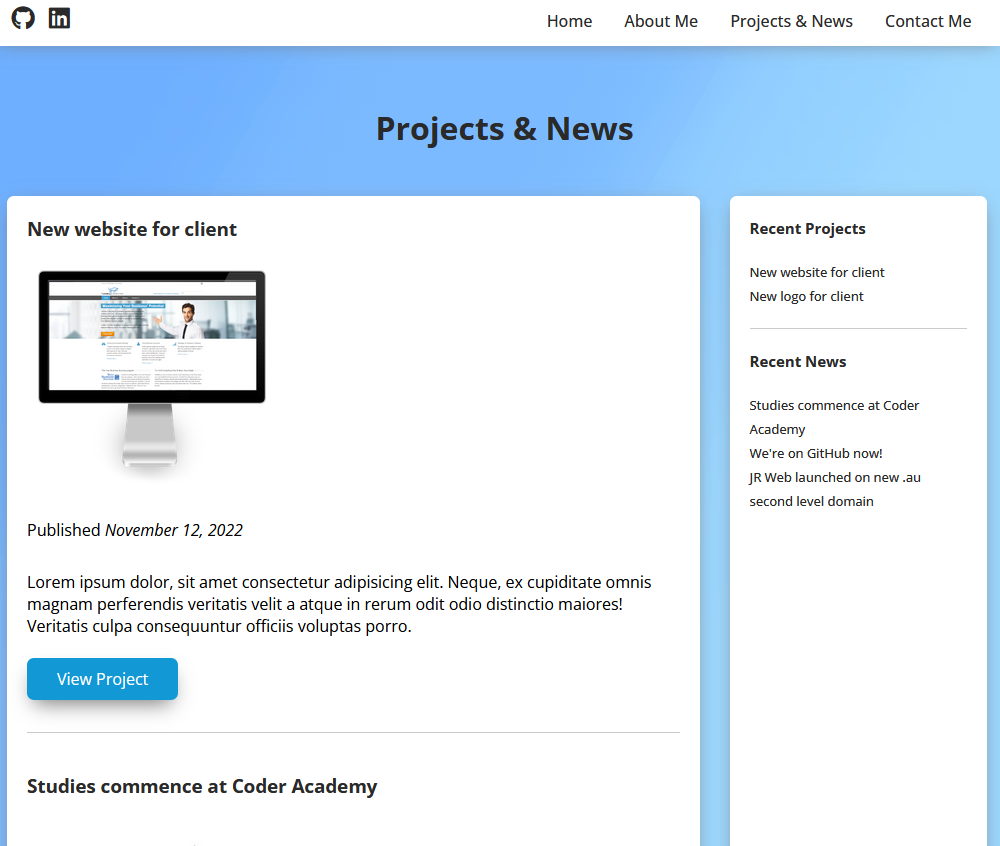 Home About Me Projects & News Contact Me
Projects & News
New website for client
Published November 12, 2022
Lorem ipsum dolor, sit amet consectetur adipisicing elit. Neque, ex cupiditate omnis
magnam perferendis veritatis velit a atque in rerum odit odio distinctio maiores!
Veritatis culpa consequuntur officiis voluptas porro.
View Project
Studies commence at Coder Academy
Recent Projects
New website for client
New logo for client
Recent News
Studies commence at Coder
Academy
We're on GitHub now!
JR Web launched on new .au
second level domain